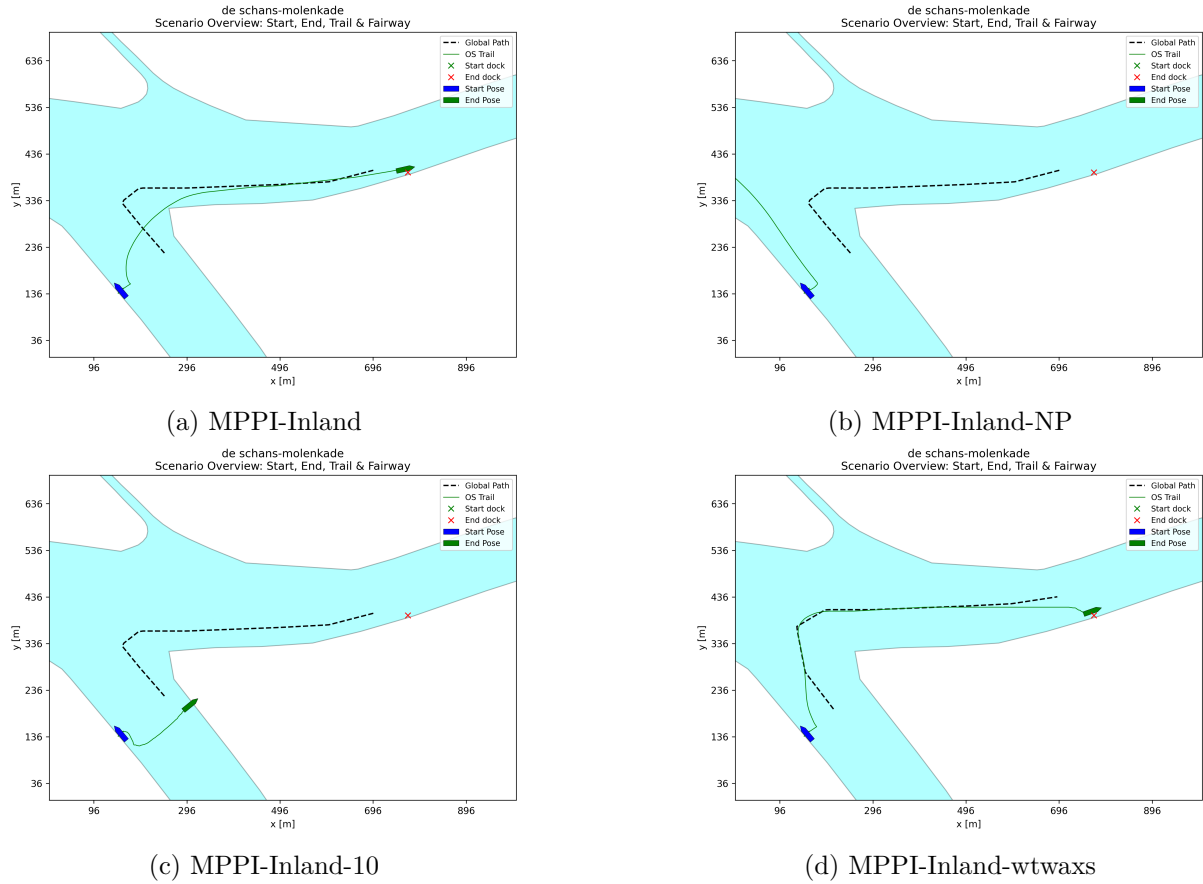 de schans-molenkade
Scenario Overview: Start, End, Trail & Fairway
Global Path
OS Trail
Start dock
End dock
Start Pose
End Pose
636
536
436
336
236
136
36
y [m]
96 296 496 696 896
x [m]
(a) MPPI-Inland
de schans-molenkade
Scenario Overview: Start, End, Trail & Fairway
Global Path
OS Trail
Start dock
End dock
Start Pose
End Pose
636
536
436
336
236
136
36
y [m]
96 296 496 696 896
x [m]
(b) MPPI-Inland-NP
de schans-molenkade
Scenario Overview: Start, End, Trail & Fairway
Global Path
OS Trail
Start dock
End dock
Start Pose
End Pose
636
536
436
336
236
136
36
y [m]
96 296 496 696 896
x [m]
(c) MPPI-Inland-10
de schans-molenkade
Scenario Overview: Start, End, Trail & Fairway
Global Path
OS Trail
Start dock
End dock
Start Pose
End Pose
636
536
436
336
236
136
36
y [m]
96 296 496 696 896
x [m]
(d) MPPI-Inland-wtwaxs